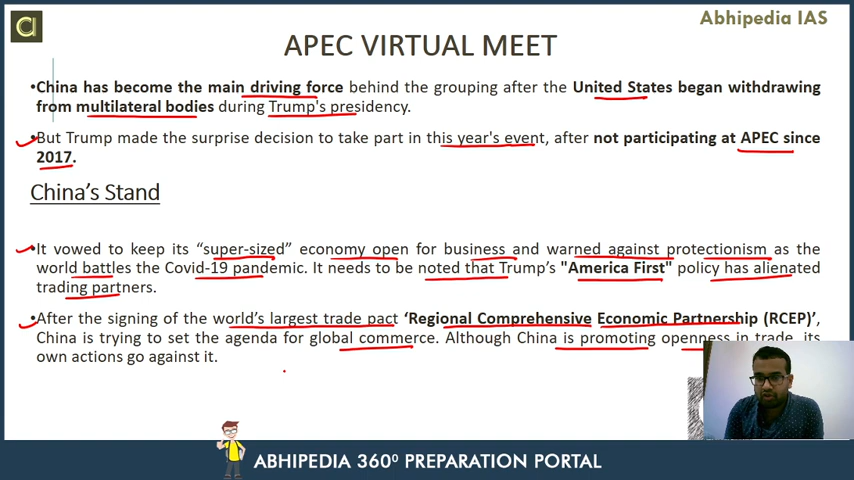 Abhipedia IAS
APEC VIRTUAL MEET
•China has become the main driving force behind the grouping after the United States began withdrawing
from multilateral bodies during Trump's presidency.
•But Trump made the surprise decision to take part in this year's event, after not participating at APEC since
2017.
China's Stand
•It vowed to keep its “super-sized” economy open for business and warned against protectionism as the
world battles the Covid-19 pandemic. It needs to be noted that Trump's "America First" policy has alienated
trading partners.
•After the signing of the world's largest trade pact ‘Regional Comprehensive Economic Partnership (RCEP)’,
China is trying to set the agenda for global commerce. Although China is promoting openness in trade, its
own actions go against it.
ABHIPEDIA 360⁰ PREPARATION PORTAL